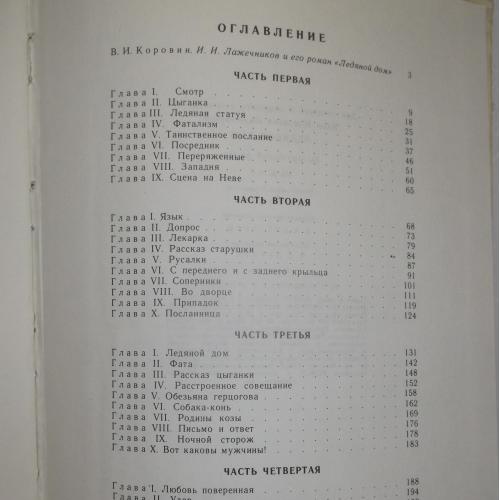 ОГЛАВЛЕНИЕ
В. И. Коровин. И. И. Лажечников и его роман «Ледяной дом» 3
ЧАСТЬ ПЕРВАЯ
Глава I. Смотр 9
Глава II. Цыганка 18
Глава III. Ледяная статуя 25
Глава IV. Фатализм 31
Глава V. Таинственное послание 37
Глава VI. Посредник 46
Глава VII. Переряженные 51
Глава VIII. Западня 60
Глава IX. Сцена на Неве 65
ЧАСТЬ ВТОРАЯ
Глава I. Язык 68
Глава II. Допрос 73
Глава III. Лекарка 79
Глава IV. Рассказ старушки 84
Глава V. Русалки 87
Глава VI. С переднего и с заднего крыльца 91
Глава VII. Соперники 101
Глава VIII. Во дворце 111
Глава IX. Припадок 119
Глава X. Посланница 124
ЧАСТЬ ТРЕТЬЯ
Глава I. Ледяной дом 131
Глава II. Фата 142
Глава III. Рассказ цыганки 148
Глава IV. Расстроенное совещание 152
Глава V. Обезьяна герцогова 158
Глава VI. Собака-конь 162
Глава VII. Родины козы 169
Глава VIII. Письмо и ответ 176
Глава IX. Ночной сторож 178
Глава X. Вот каковы мужчины! 183
ЧАСТЬ ЧЕТВЕРТАЯ
Глава I. Любовь поверенная 188
Глава II. 194